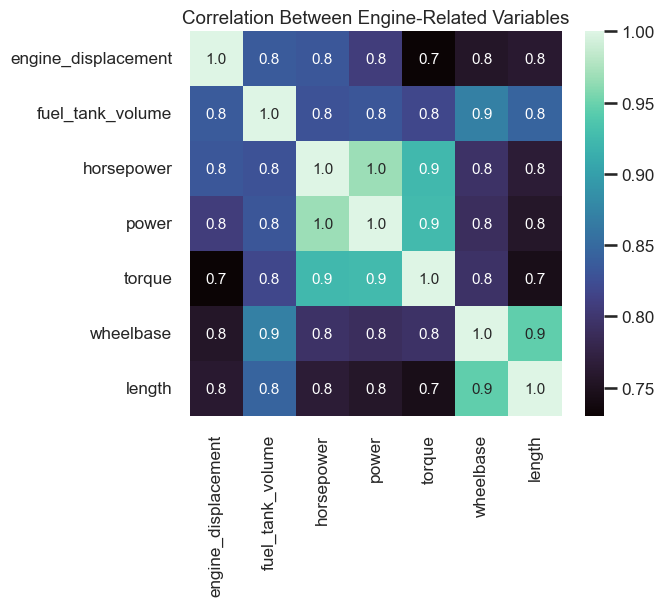 Correlation Between Engine-Related Variables
engine_displacement 1.0 0.8 0.8 0.8 0.7 0.8 0.8
fuel_tank_volume 0.8 1.0 0.8 0.8 0.8 0.9 0.8
horsepower 0.8 0.8 1.0 1.0 0.9 0.8 0.8
power 0.8 0.8 1.0 1.0 0.9 0.8 0.8
torque 0.7 0.8 0.9 0.9 1.0 0.8 0.7
wheelbase 0.8 0.9 0.8 0.8 0.8 1.0 0.9
length 0.8 0.8 0.8 0.8 0.7 0.9 1.0
engine_displacement
fuel_tank_volume
horsepower
power
torque
wheelbase
length
1.00
0.95
0.90
0.85
0.80
0.75